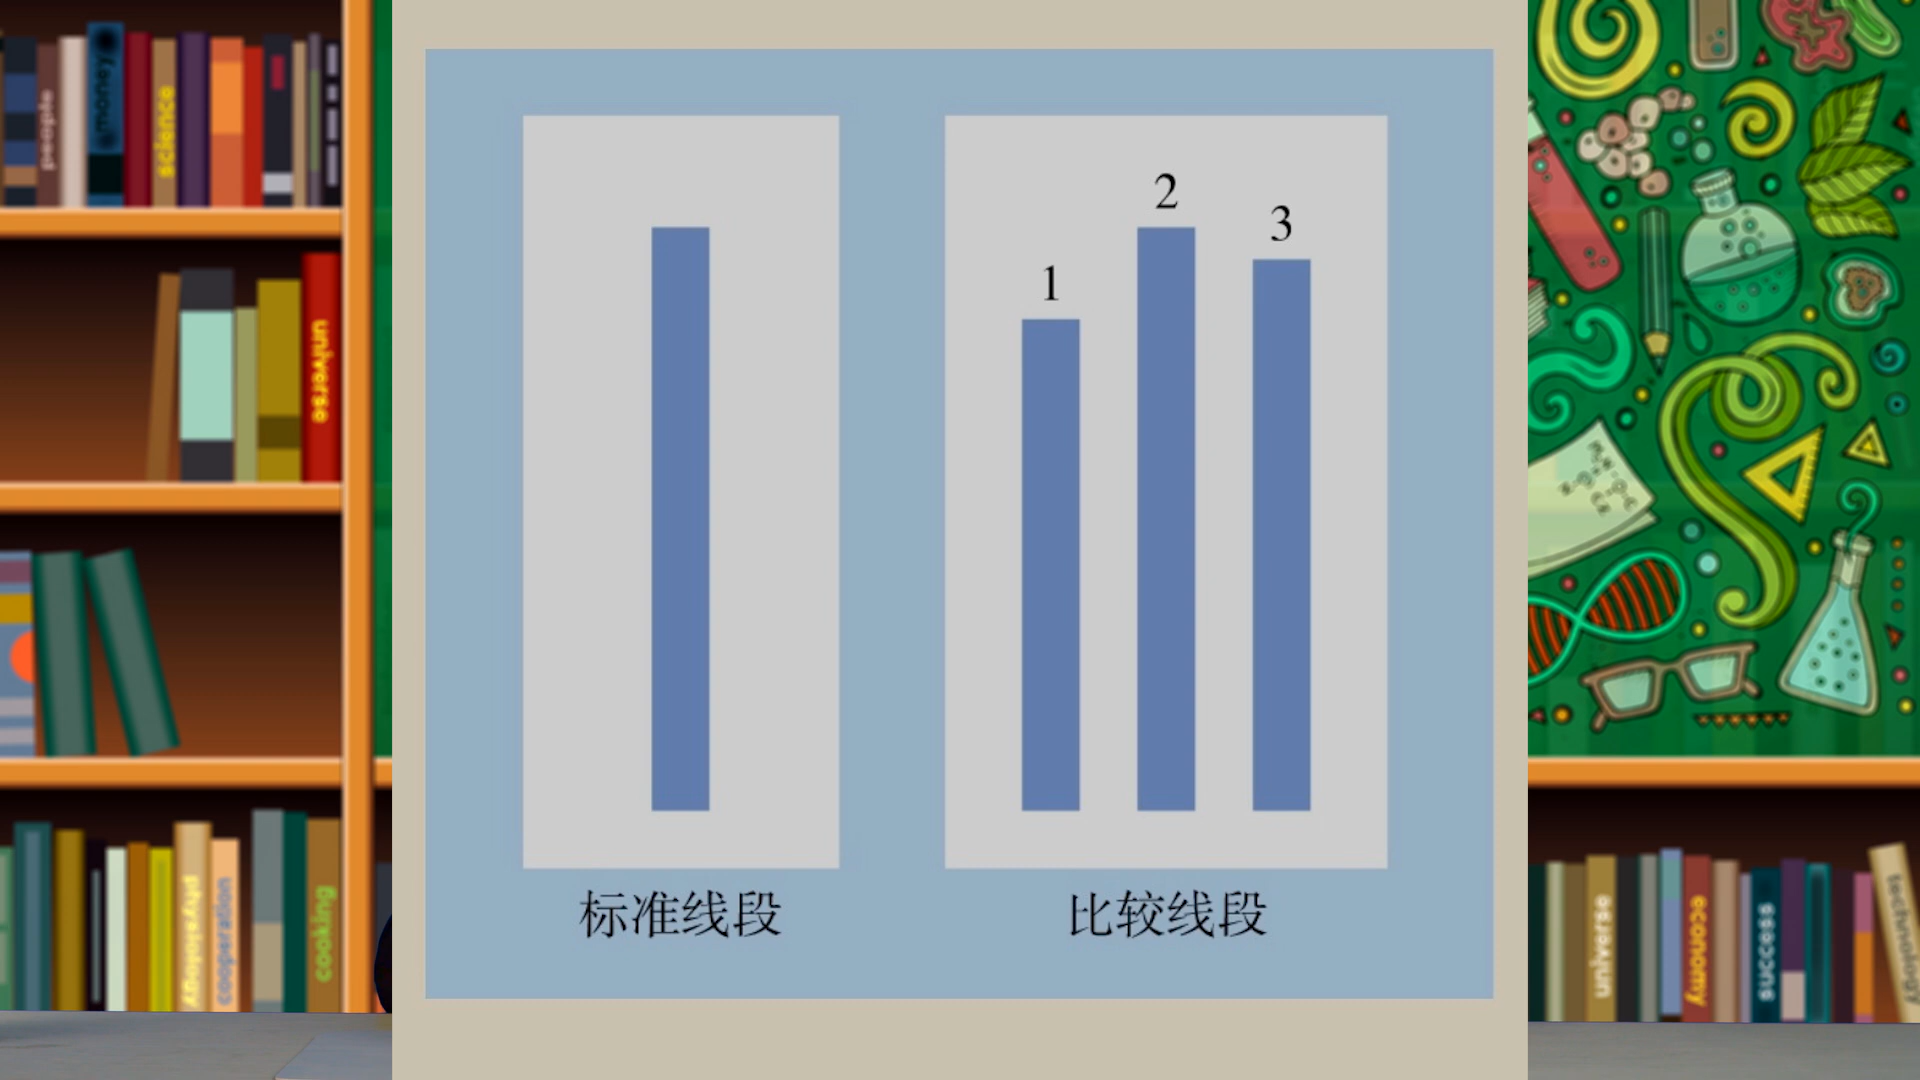 people
money
science
universe
physiology
cooperation
cooking
2
3
1
标准线段
比较线段
universe
economy
success
technology